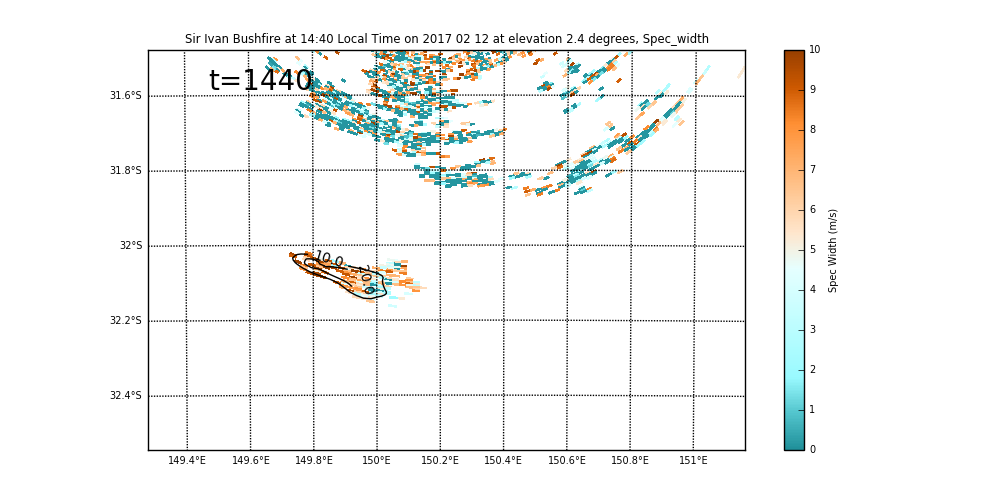 Sir Ivan Bushfire at 14:40 Local Time on 2017 02 12 at elevation 2.4 degrees, Spec_width
t=1440
31.6°S
31.8°S
32°S
32.2°S
32.4°S
10.0
149.4°E 149.6°E 149.8°E 150°E 150.2°E 150.4°E 150.6°E 150.8°E 151°E
10
9
8
7
6
5
4
3
2
1
0
Spec Width (m/s)